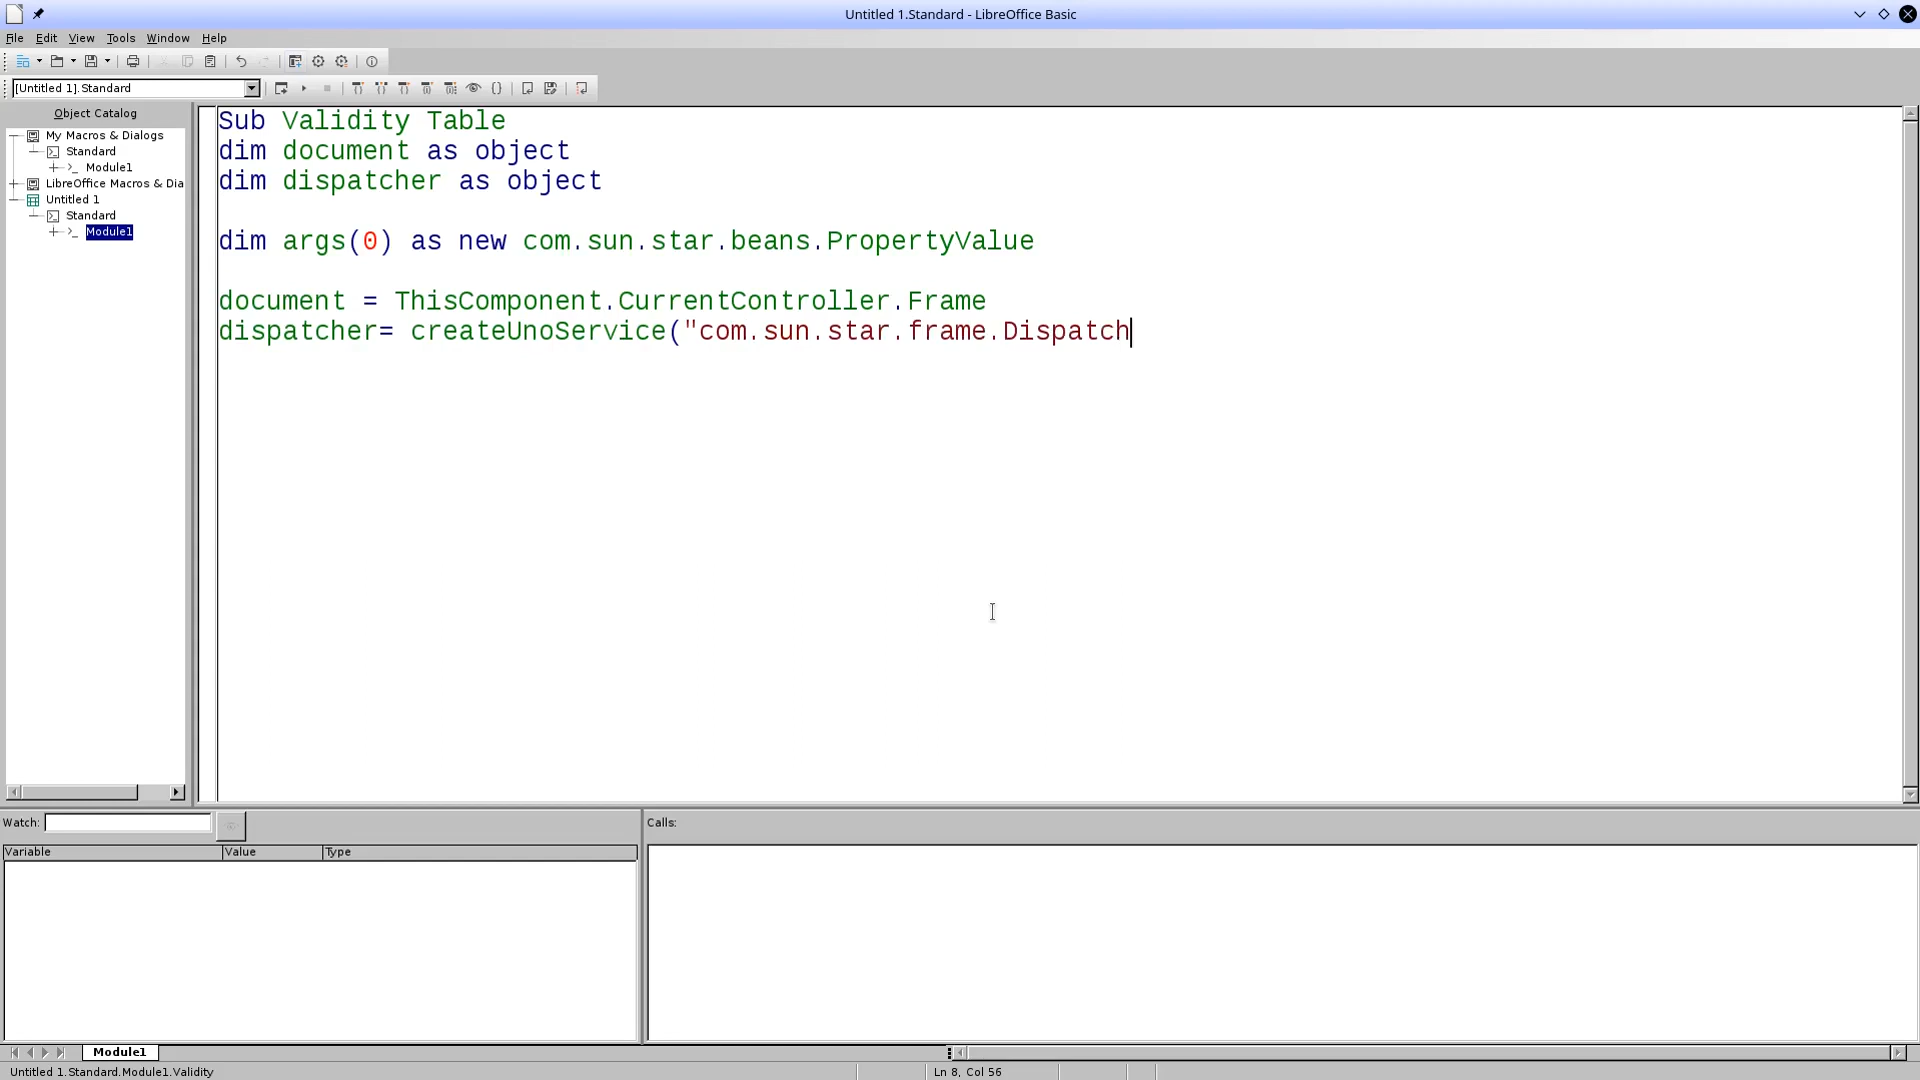 Untitled 1.Standard - LibreOffice Basic
File Edit View Tools Window Help
[Untitled 1].Standard
Object Catalog
My Macros & Dialogs
Standard
Module1
LibreOffice Macros & Dia
Untitled 1
Standard
Module1
Sub Validity Table
dim document as object
dim dispatcher as object
dim args(0) as new com.sun.star.beans.PropertyValue
document = ThisComponent.CurrentController.Frame
dispatcher= createUnoService("com.sun.star.frame.Dispatch
Watch:
Calls:
Variable Value Type
Module1
Untitled 1.Standard.Module1.Validity Ln 8, Col 56